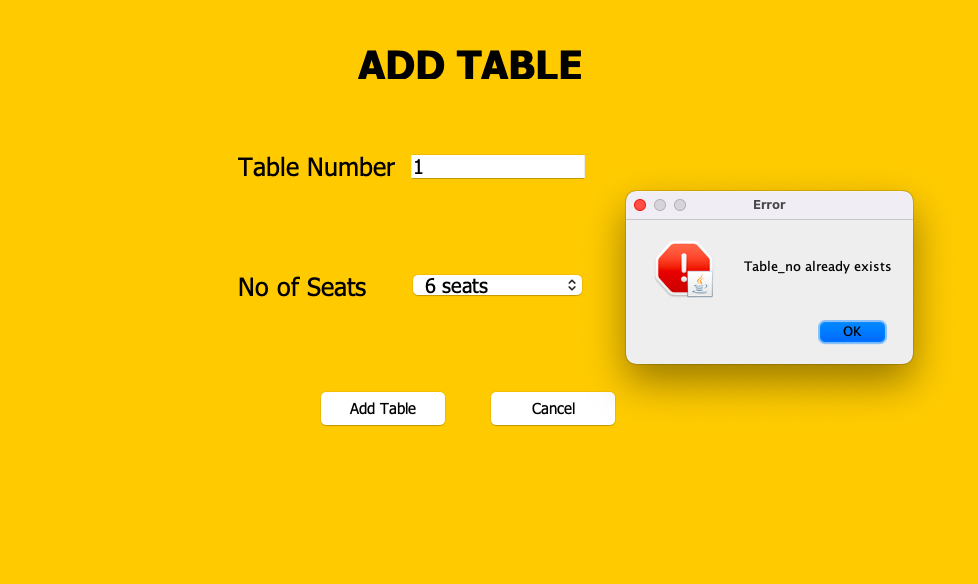 ADD TABLE
Table Number 1
Error
Table_no already exists
No of Seats 6 seats
OK
Add Table Cancel